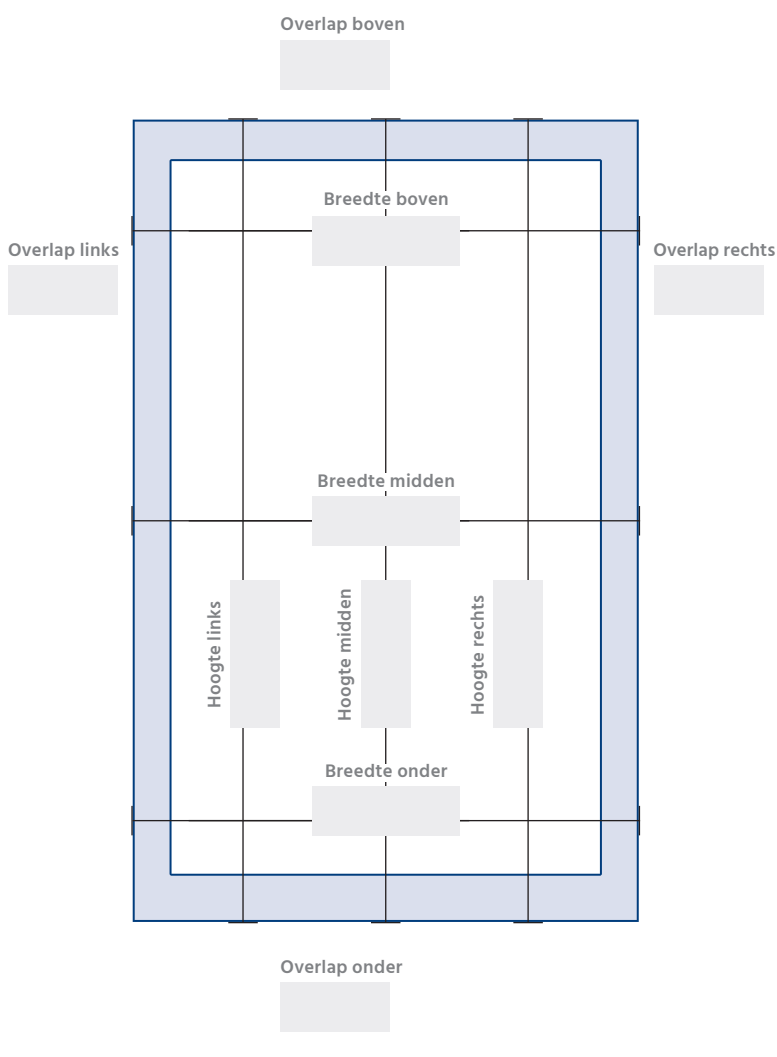 Overlap boven
Breedte boven
Overlap links
Overlap rechts
Breedte midden
Hoogte links
Hoogte midden
Hoogte rechts
Breedte onder
Overlap onder